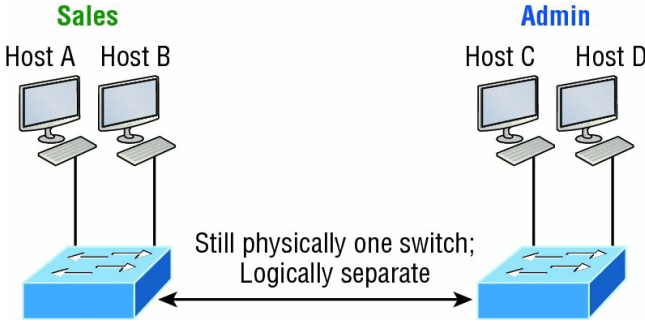 Sales
Admin
Host A
Host B
Host C
Host D
Still physically one switch;
Logically separate